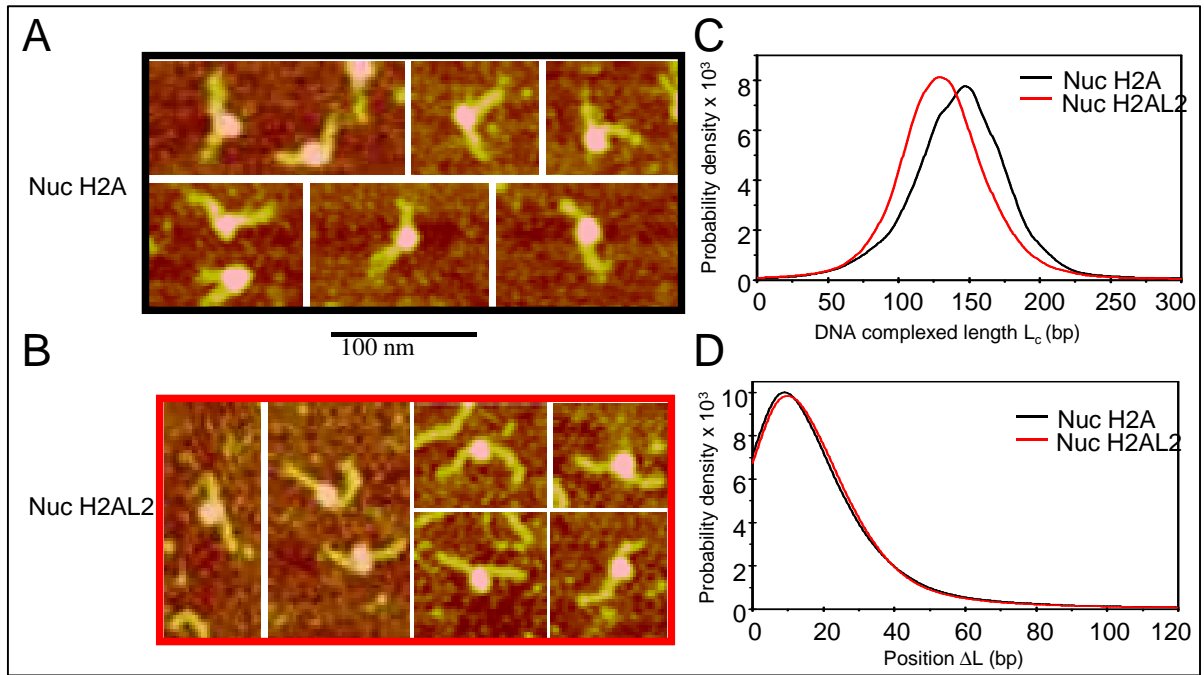 A
Nuc H2A
100 nm
B
Nuc H2AL2
C
Probability density x 10³
8
6
4
2
0
0 50 100 150 200 250 300
DNA complexed length Lc (bp)
Nuc H2A
Nuc H2AL2
D
Probability density x 10³
10
8
6
4
2
0
0 20 40 60 80 100 120
Position ΔL (bp)
Nuc H2A
Nuc H2AL2